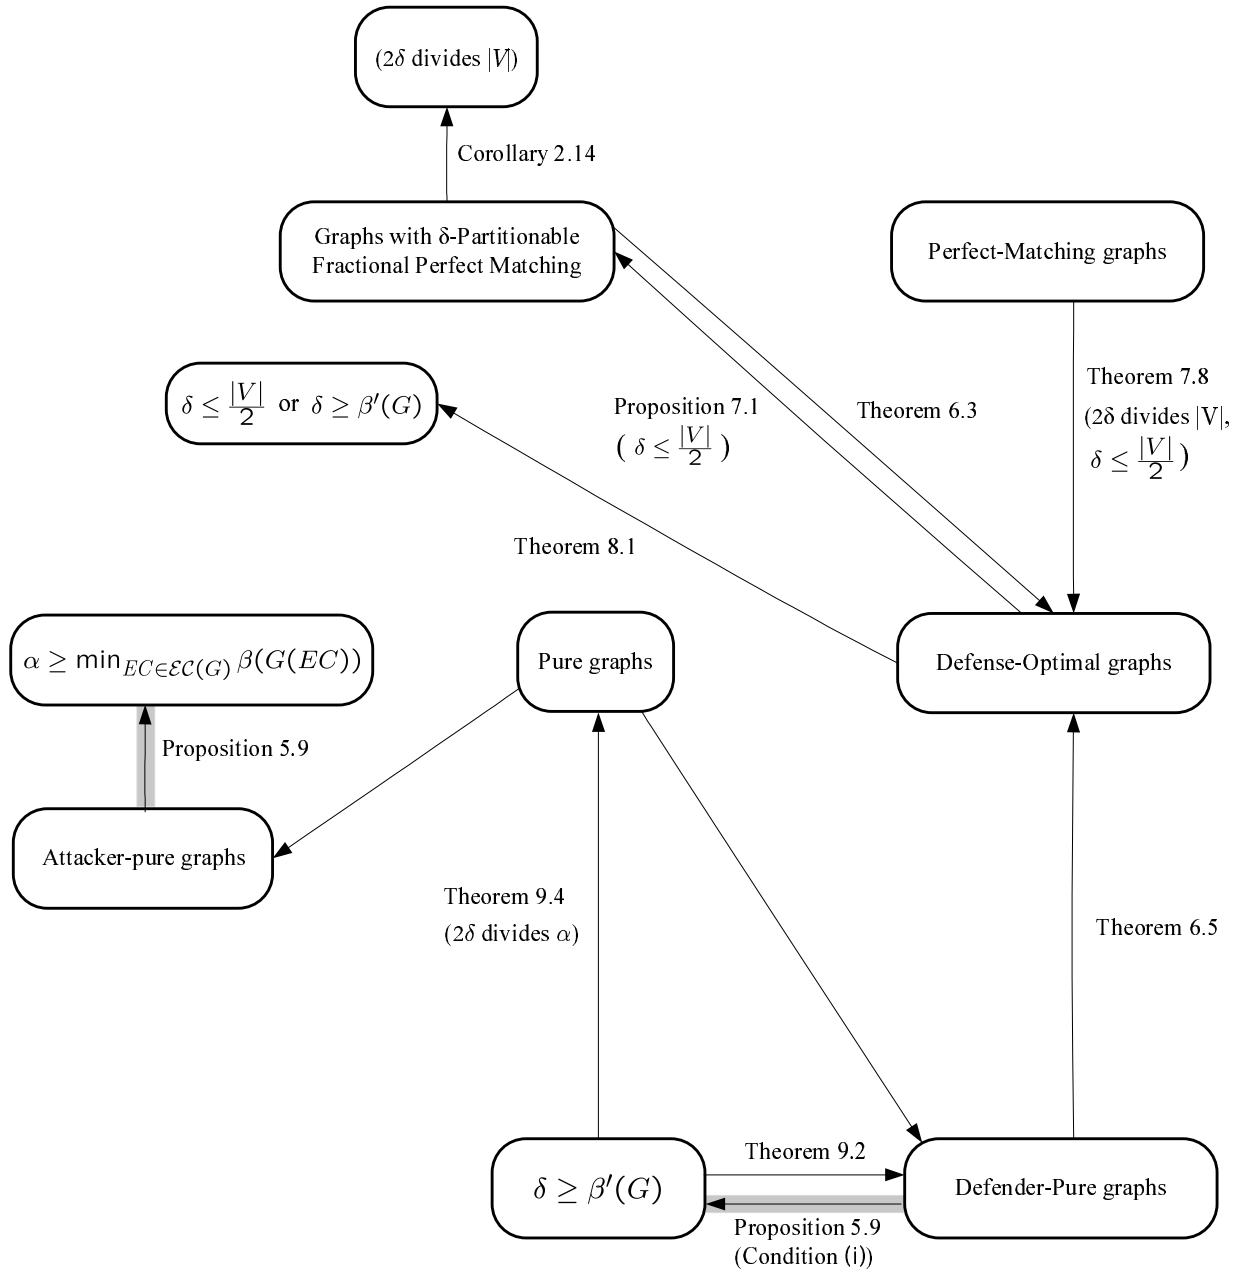 (2δ divides |V|)
Corollary 2.14
Graphs with δ-Partitionable
Fractional Perfect Matching
Perfect-Matching graphs
δ ≤ |V|/2 or δ ≥ β′(G)
Proposition 7.1
( δ ≤ |V|/2 )
Theorem 6.3
Theorem 7.8
(2δ divides |V|,
δ ≤ |V|/2 )
Theorem 8.1
α ≥ min_{EC∈𝓔𝓒(G)} β(G(EC))
Pure graphs
Defense-Optimal graphs
Proposition 5.9
Attacker-pure graphs
Theorem 9.4
(2δ divides α)
Theorem 6.5
δ ≥ β′(G)
Theorem 9.2
Defender-Pure graphs
Proposition 5.9
(Condition (i))